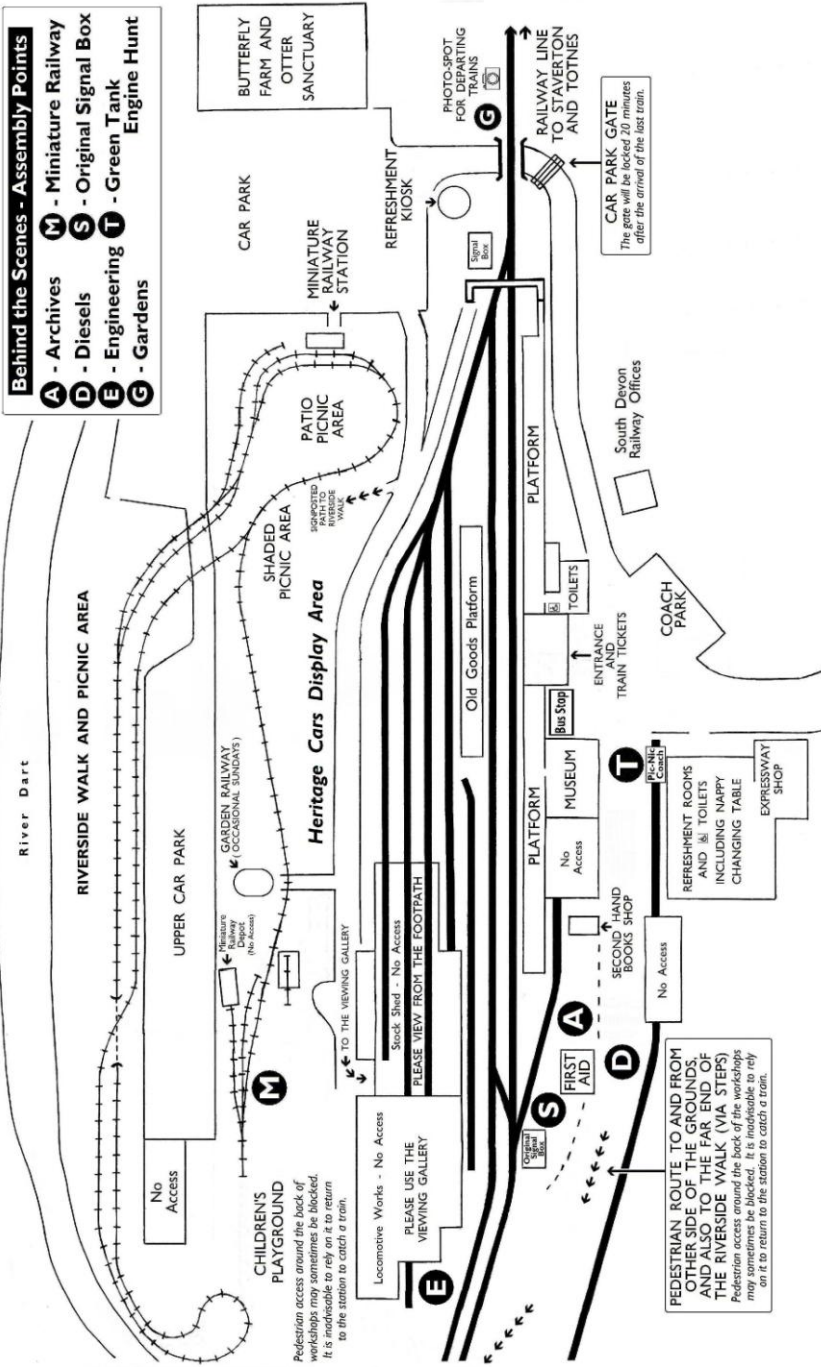 Behind the Scenes - Assembly Points
A - Archives
D - Diesels
E - Engineering
G - Gardens
M - Miniature Railway
S - Original Signal Box
T - Green Tank
Engine Hunt
River Dart
RIVERSIDE WALK AND PICNIC AREA
UPPER CAR PARK
No
Access
CAR PARK
BUTTERFLY
FARM AND
OTTER
SANCTUARY
MINIATURE
RAILWAY
STATION
PATIO
PICNIC
AREA
SHADED
PICNIC AREA
SIGNPOSTED
PATH TO
RIVERSIDE
WALK
GARDEN RAILWAY
(OCCASIONAL SUNDAYS)
Miniature
Railway
Depot
(No Access)
M
CHILDREN'S
PLAYGROUND
Pedestrian access around the back of
workshops may sometimes be blocked.
It is inadvisable to rely on it to return
to the station to catch a train.
Heritage Cars Display Area
TO THE VIEWING GALLERY
REFRESHMENT
KIOSK
PHOTO-SPOT
FOR DEPARTING
TRAINS
G
Signal
Box
RAILWAY LINE
TO STAVERTON
AND TOTNES
CAR PARK GATE
The gate will be locked 20 minutes
after the arrival of the last train.
Stock Shed - No Access
PLEASE VIEW FROM THE FOOTPATH
Locomotive Works - No Access
PLEASE USE THE
VIEWING GALLERY
E
Old Goods Platform
PLATFORM
PLATFORM
TOILETS
ENTRANCE
AND
TRAIN TICKETS
Bus Stop
MUSEUM
No
Access
SECOND HAND
BOOKS SHOP
A
S
Original
Signal
Box
FIRST
AID
D
South Devon
Railway Offices
COACH
PARK
T
Pic-Nic
Coach
REFRESHMENT ROOMS
AND TOILETS
INCLUDING NAPPY
CHANGING TABLE
EXPRESSWAY
SHOP
No Access
PEDESTRIAN ROUTE TO AND FROM
OTHER SIDE OF THE GROUNDS,
AND ALSO TO THE FAR END OF
THE RIVERSIDE WALK (VIA STEPS)
Pedestrian access around the back of the workshops
may sometimes be blocked. It is inadvisable to rely
on it to return to the station to catch a train.